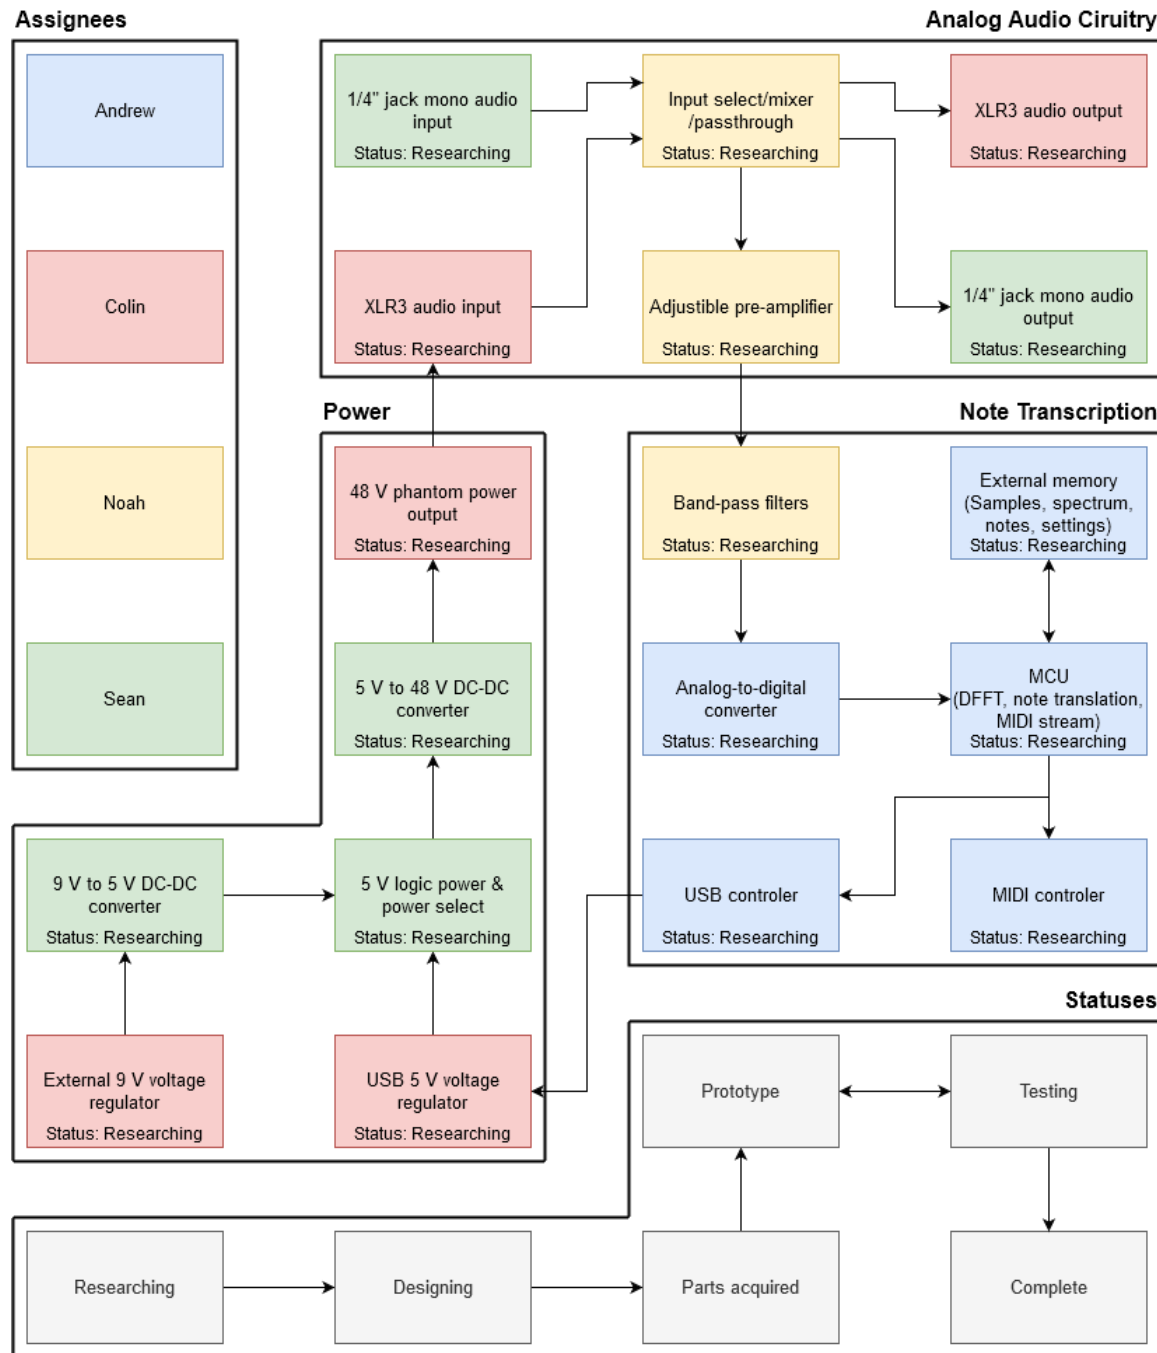 Assignees
Andrew
Colin
Noah
Sean
Analog Audio Ciruitry
1/4" jack mono audio
input
Status: Researching
Input select/mixer
/passthrough
Status: Researching
XLR3 audio output
Status: Researching
XLR3 audio input
Status: Researching
Adjustible pre-amplifier
Status: Researching
1/4" jack mono audio
output
Status: Researching
Power
48 V phantom power
output
Status: Researching
5 V to 48 V DC-DC
converter
Status: Researching
9 V to 5 V DC-DC
converter
Status: Researching
5 V logic power &
power select
Status: Researching
External 9 V voltage
regulator
Status: Researching
USB 5 V voltage
regulator
Status: Researching
Note Transcription
Band-pass filters
Status: Researching
External memory
(Samples, spectrum,
notes, settings)
Status: Researching
Analog-to-digital
converter
Status: Researching
MCU
(DFFT, note translation,
MIDI stream)
Status: Researching
USB controler
Status: Researching
MIDI controler
Status: Researching
Statuses
Prototype
Testing
Researching
Designing
Parts acquired
Complete